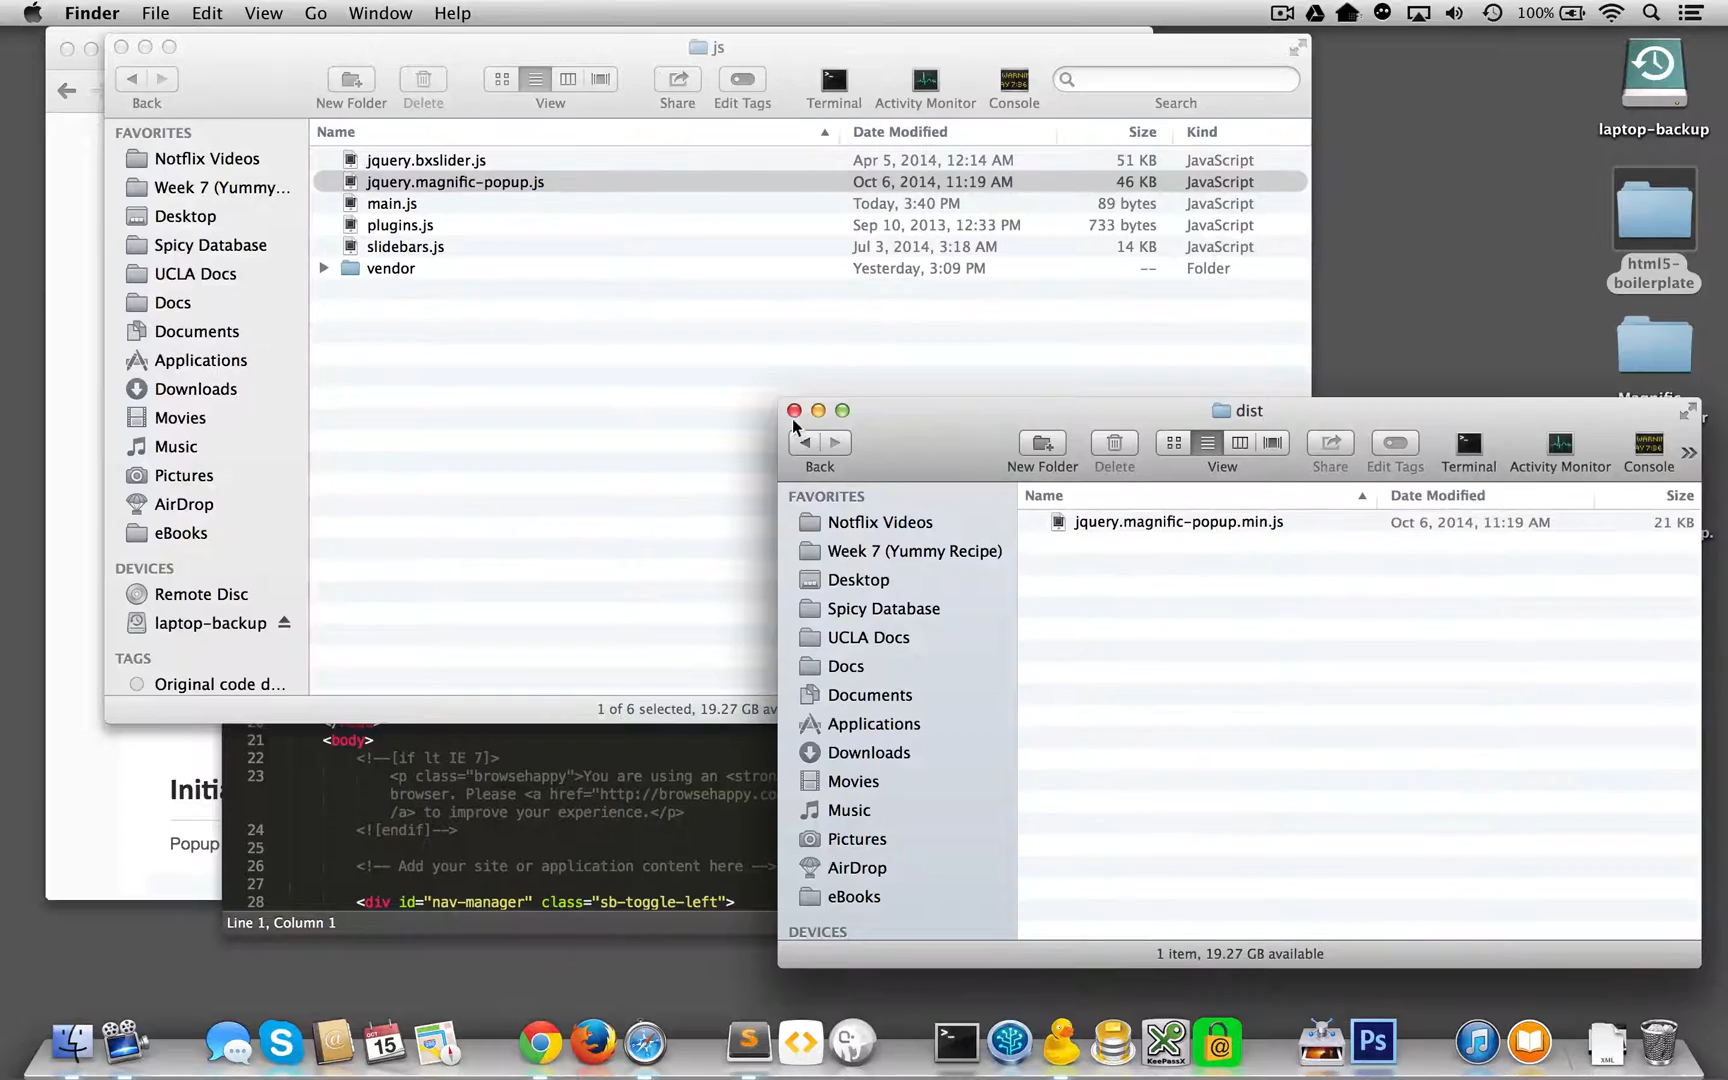 Finder File Edit View Go Window Help 100%
js
Back New Folder Delete View Share Edit Tags Terminal Activity Monitor Console Search
FAVORITES
Notflix Videos
Week 7 (Yummy...
Desktop
Spicy Database
UCLA Docs
Docs
Documents
Applications
Downloads
Movies
Music
Pictures
AirDrop
eBooks
DEVICES
Remote Disc
laptop-backup
TAGS
Original code d...
Name Date Modified Size Kind
jquery.bxslider.js Apr 5, 2014, 12:14 AM 51 KB JavaScript
jquery.magnific-popup.js Oct 6, 2014, 11:19 AM 46 KB JavaScript
main.js Today, 3:40 PM 89 bytes JavaScript
plugins.js Sep 10, 2013, 12:33 PM 733 bytes JavaScript
slidebars.js Jul 3, 2014, 3:18 AM 14 KB JavaScript
vendor Yesterday, 3:09 PM -- Folder
1 of 6 selected, 19.27 GB av
laptop-backup
html5-
boilerplate
dist
Back New Folder Delete View Share Edit Tags Terminal Activity Monitor Console
FAVORITES
Notflix Videos
Week 7 (Yummy Recipe)
Desktop
Spicy Database
UCLA Docs
Docs
Documents
Applications
Downloads
Movies
Music
Pictures
AirDrop
eBooks
DEVICES
Name Date Modified Size
jquery.magnific-popup.min.js Oct 6, 2014, 11:19 AM 21 KB
1 item, 19.27 GB available
Initia
Popup
21 <body>
22 <!--[if lt IE 7]>
23 <p class="browsehappy">You are using an <stron
browser. Please <a href="http://browsehappy.co
/a> to improve your experience.</p>
24 <![endif]-->
25
26 <!-- Add your site or application content here -->
27
28 <div id="nav-manager" class="sb-toggle-left">
Line 1, Column 1
OCT
15
KeePassX
Ps
XML